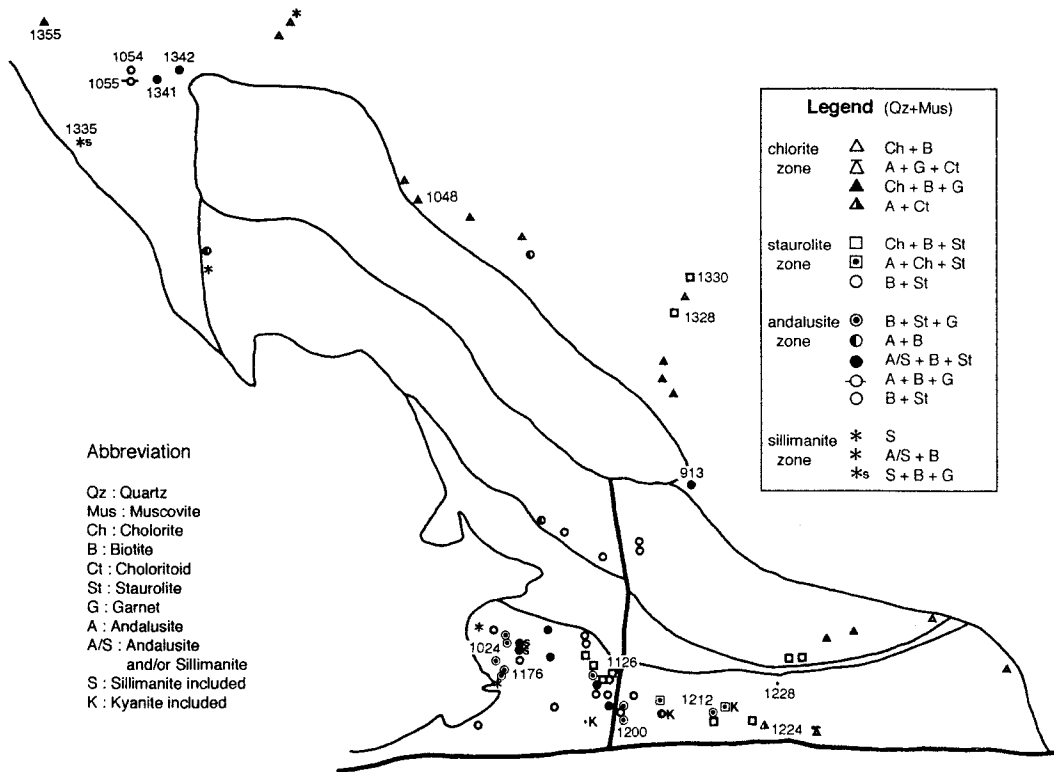 1355
1054
1342
1055
1341
1335
s
1048
1330
1328
913
1024
s
s
1176
1126
1212
K
K
K
1200
1228
1224
Legend (Qz+Mus)
chlorite zone
Ch + B
A + G + Ct
Ch + B + G
A + Ct
staurolite zone
Ch + B + St
A + Ch + St
B + St
andalusite zone
B + St + G
A + B
A/S + B + St
A + B + G
B + St
sillimanite zone
S
A/S + B
s S + B + G
Abbreviation
Qz : Quartz
Mus : Muscovite
Ch : Cholorite
B : Biotite
Ct : Choloritoid
St : Staurolite
G : Garnet
A : Andalusite
A/S : Andalusite
and/or Sillimanite
S : Sillimanite included
K : Kyanite included